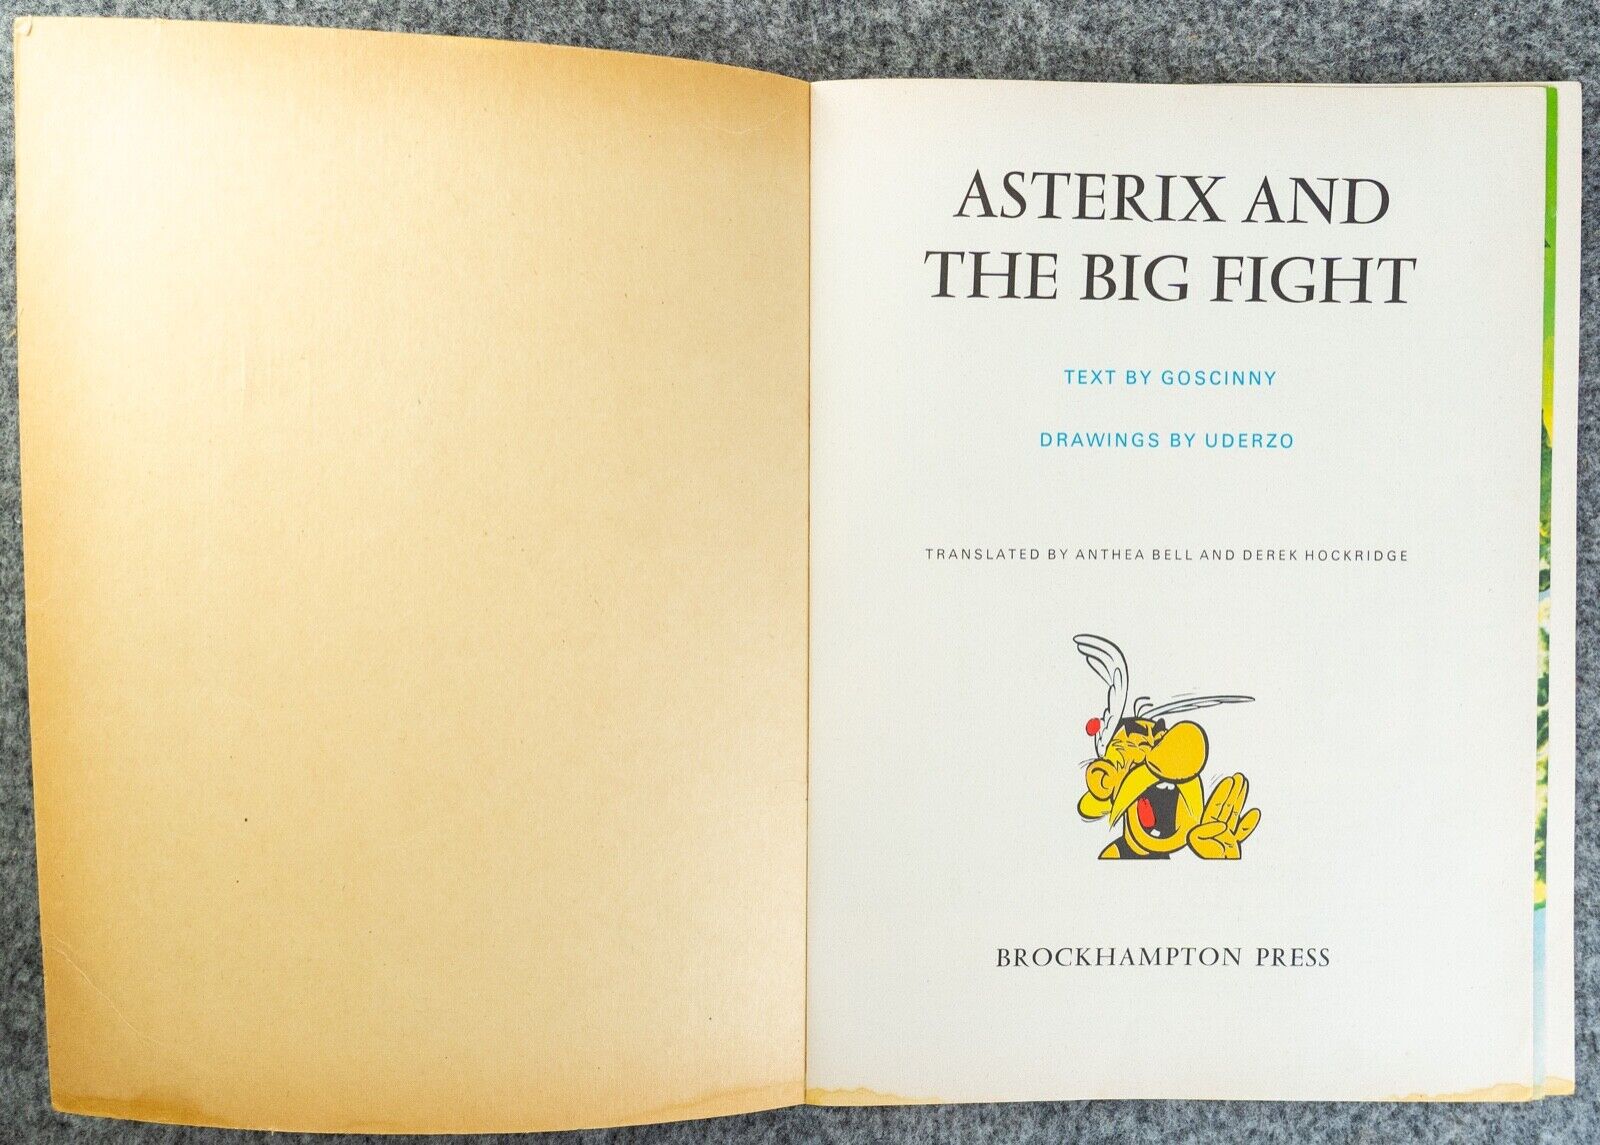 ASTERIX AND
THE BIG FIGHT
TEXT BY GOSCINNY
DRAWINGS BY UDERZO
TRANSLATED BY ANTHEA BELL AND DEREK HOCKRIDGE
BROCKHAMPTON PRESS